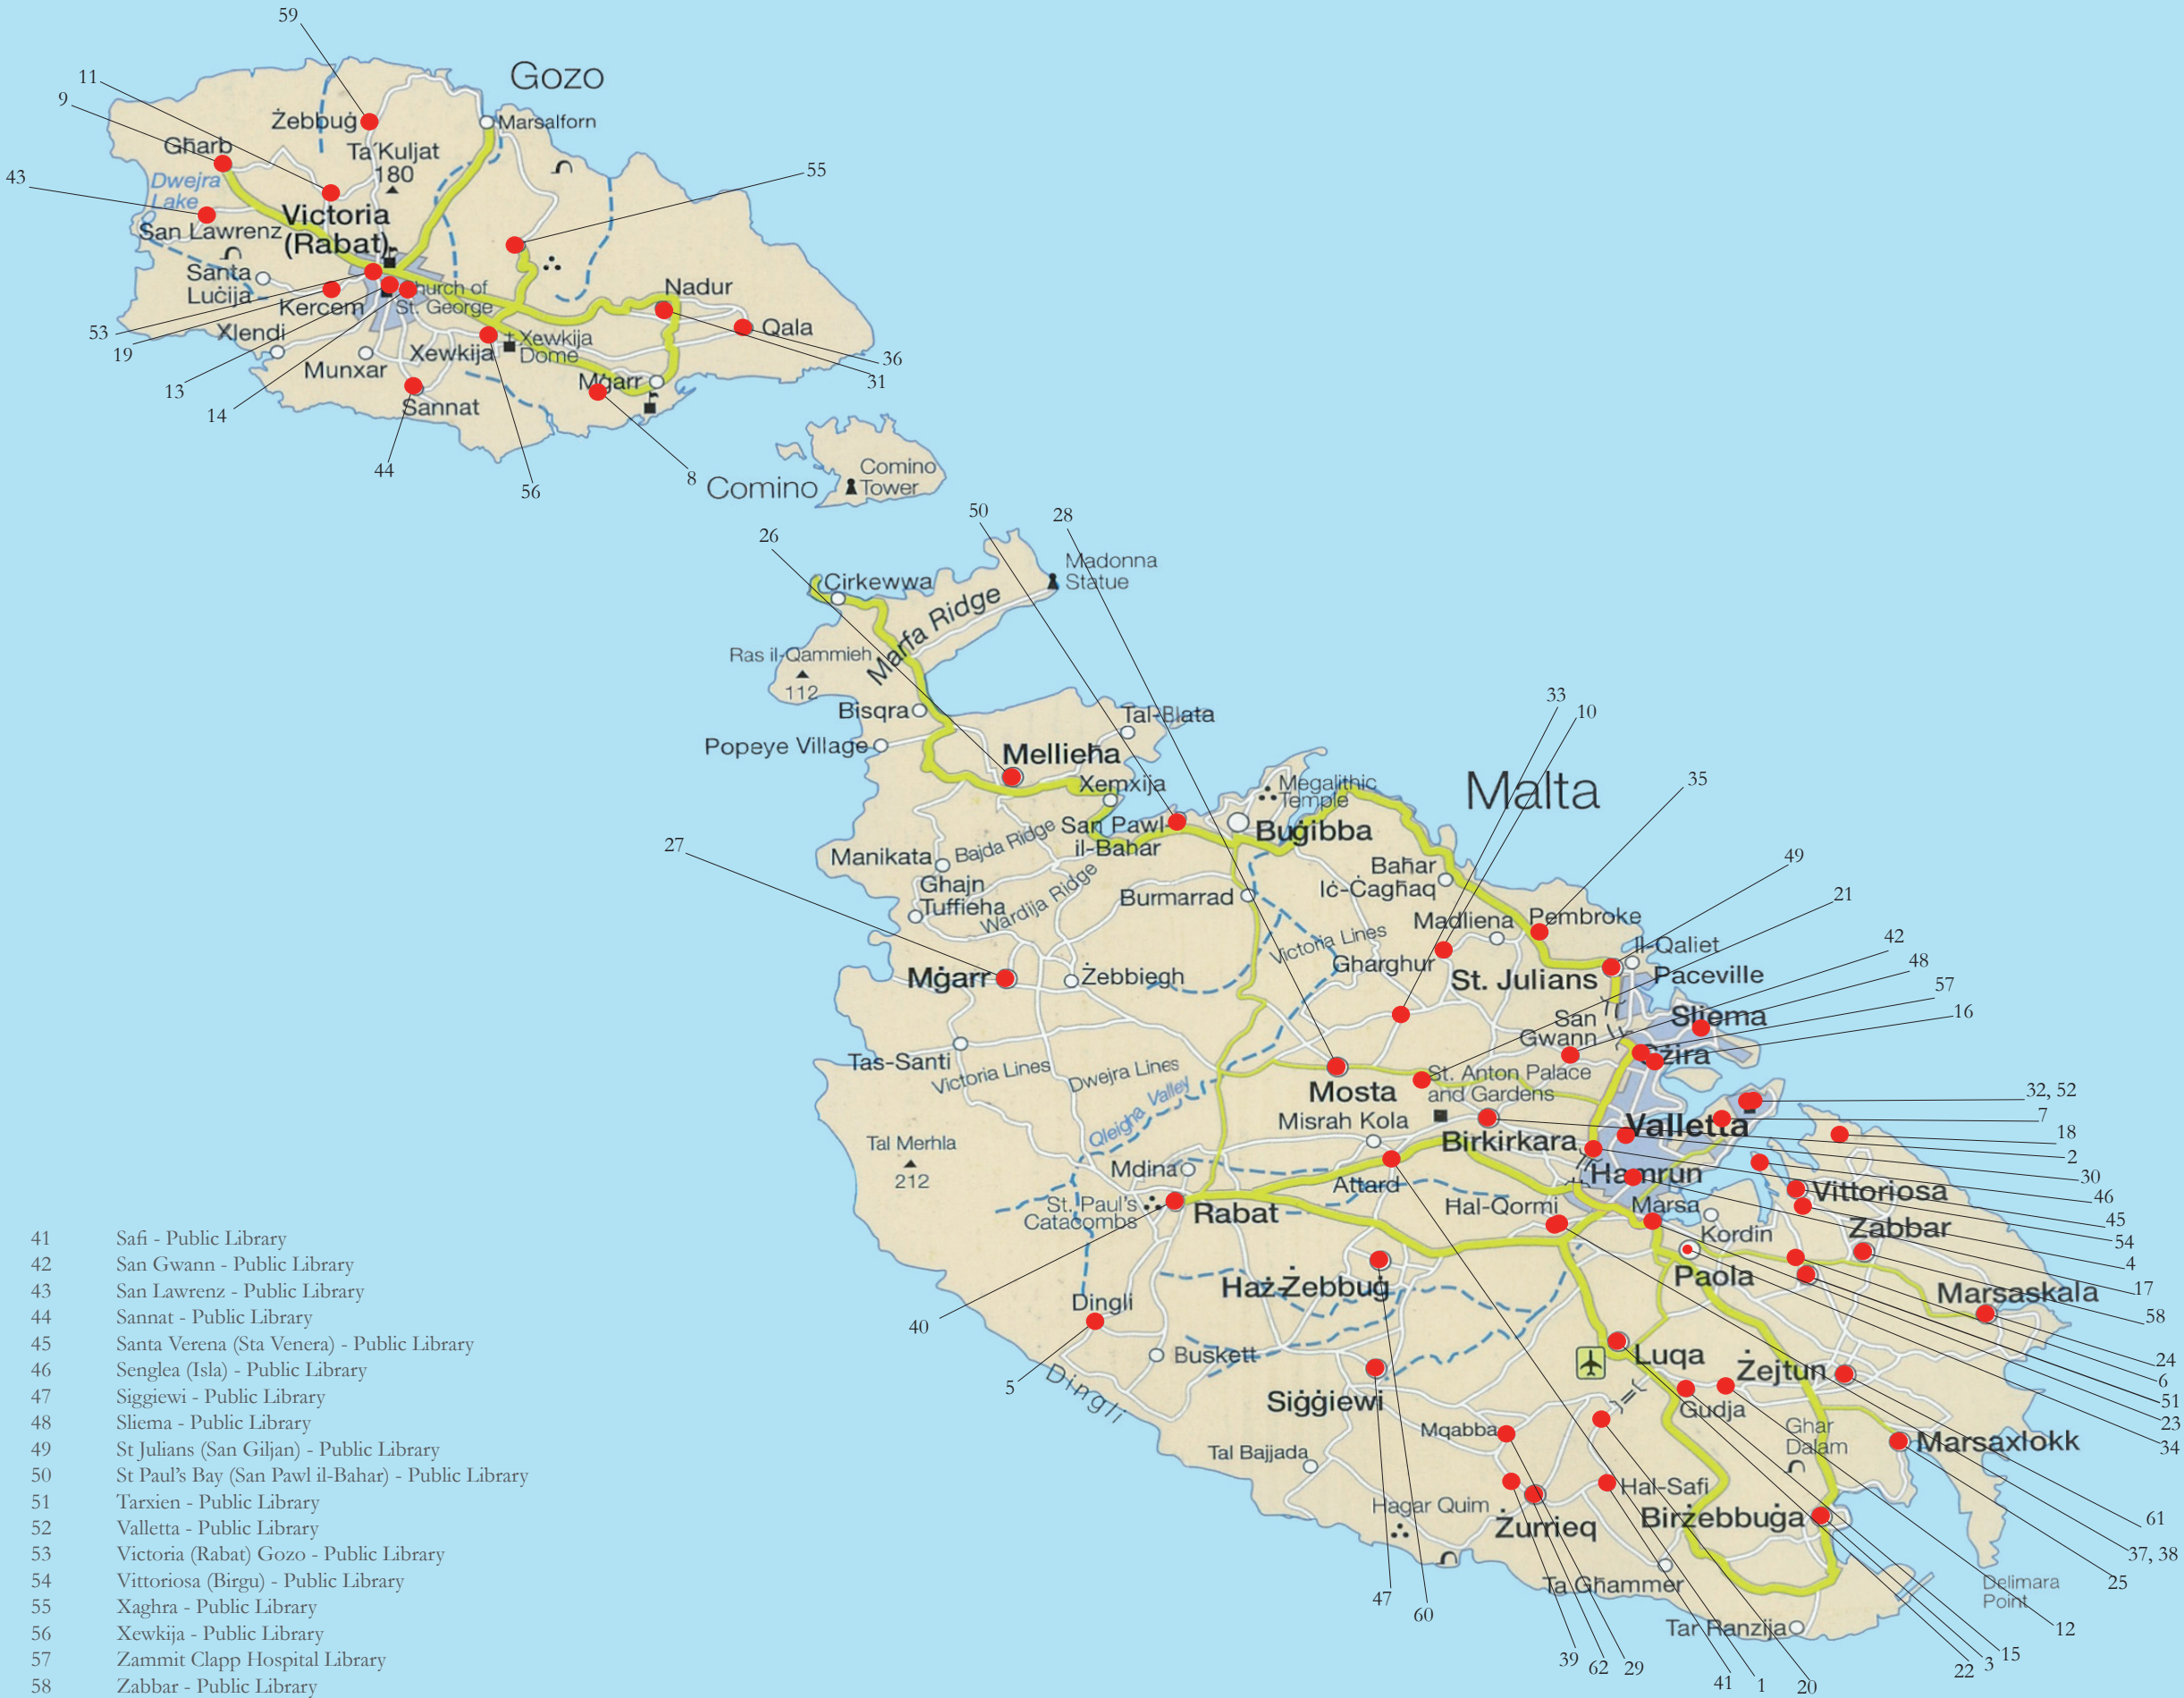 59
11
9
Gozo
Żebbuġ
Marsalforn
Għarb
Ta'Kuljat
180
55
43
Dwejra
Lake
Victoria
(Rabat)
San Lawrenz
Santa
Luċija
Kercem
Church of
St. George
Nadur
Qala
53
19
Xlendi
Xewkija
Xewkija
Dome
36
31
Munxar
13
14
Mġarr
Sannat
44
56
8
Comino
Comino
Tower
50
28
26
Cirkewwa
Madonna
Statue
Marfa Ridge
Ras il-Qammieh
112
Bisqra
Tal-Blata
33
10
Popeye Village
Mellieħa
Xemxija
Megalithic
Temple
Malta
35
San Pawl
il-Bahar
Buġibba
27
Manikata
Bajda Ridge
49
Għajn
Tuffieħa
Wardija Ridge
Burmarrad
Baħar
Iċ-Ċagħaq
21
Madliena
Pembroke
Victoria Lines
Gharghur
Il-Qaliet
42
Mġarr
Żebbiegh
St. Julians
Paceville
48
57
San
Gwann
Sliema
16
Tas-Santi
Victoria Lines
Dwejra Lines
Gżira
Mosta
St. Anton Palace
and Gardens
32, 52
7
Qleigha Valley
Misrah Kola
Birkirkara
Valletta
18
2
Tal Merhla
212
Mdina
30
Attard
Hamrun
46
St. Paul's
Catacombs
Rabat
Ħal-Qormi
Marsa
Vittoriosa
45
Kordin
Zabbar
54
4
41 Safi - Public Library
42 San Gwann - Public Library
43 San Lawrenz - Public Library
44 Sannat - Public Library
45 Santa Verena (Sta Venera) - Public Library
46 Senglea (Isla) - Public Library
47 Siggiewi - Public Library
48 Sliema - Public Library
49 St Julians (San Giljan) - Public Library
50 St Paul's Bay (San Pawl il-Bahar) - Public Library
51 Tarxien - Public Library
52 Valletta - Public Library
53 Victoria (Rabat) Gozo - Public Library
54 Vittoriosa (Birgu) - Public Library
55 Xaghra - Public Library
56 Xewkija - Public Library
57 Zammit Clapp Hospital Library
58 Zabbar - Public Library
Ħaż-Żebbuġ
Paola
Marsaskala
17
58
40
Dingli
5
Buskett
Luqa
Żejtun
24
6
51
23
34
Dingli
Siġġiewi
Gudja
Mqabba
Għar
Dalam
Marsaxlokk
Tal Bajjada
Hal-Safi
Hagar Quim
Żurrieq
Birżebbuġa
61
37, 38
25
47
60
Ta Għammer
Delimara
Point
Tar Ranzija
12
39
62
29
41
1
20
22
3
15